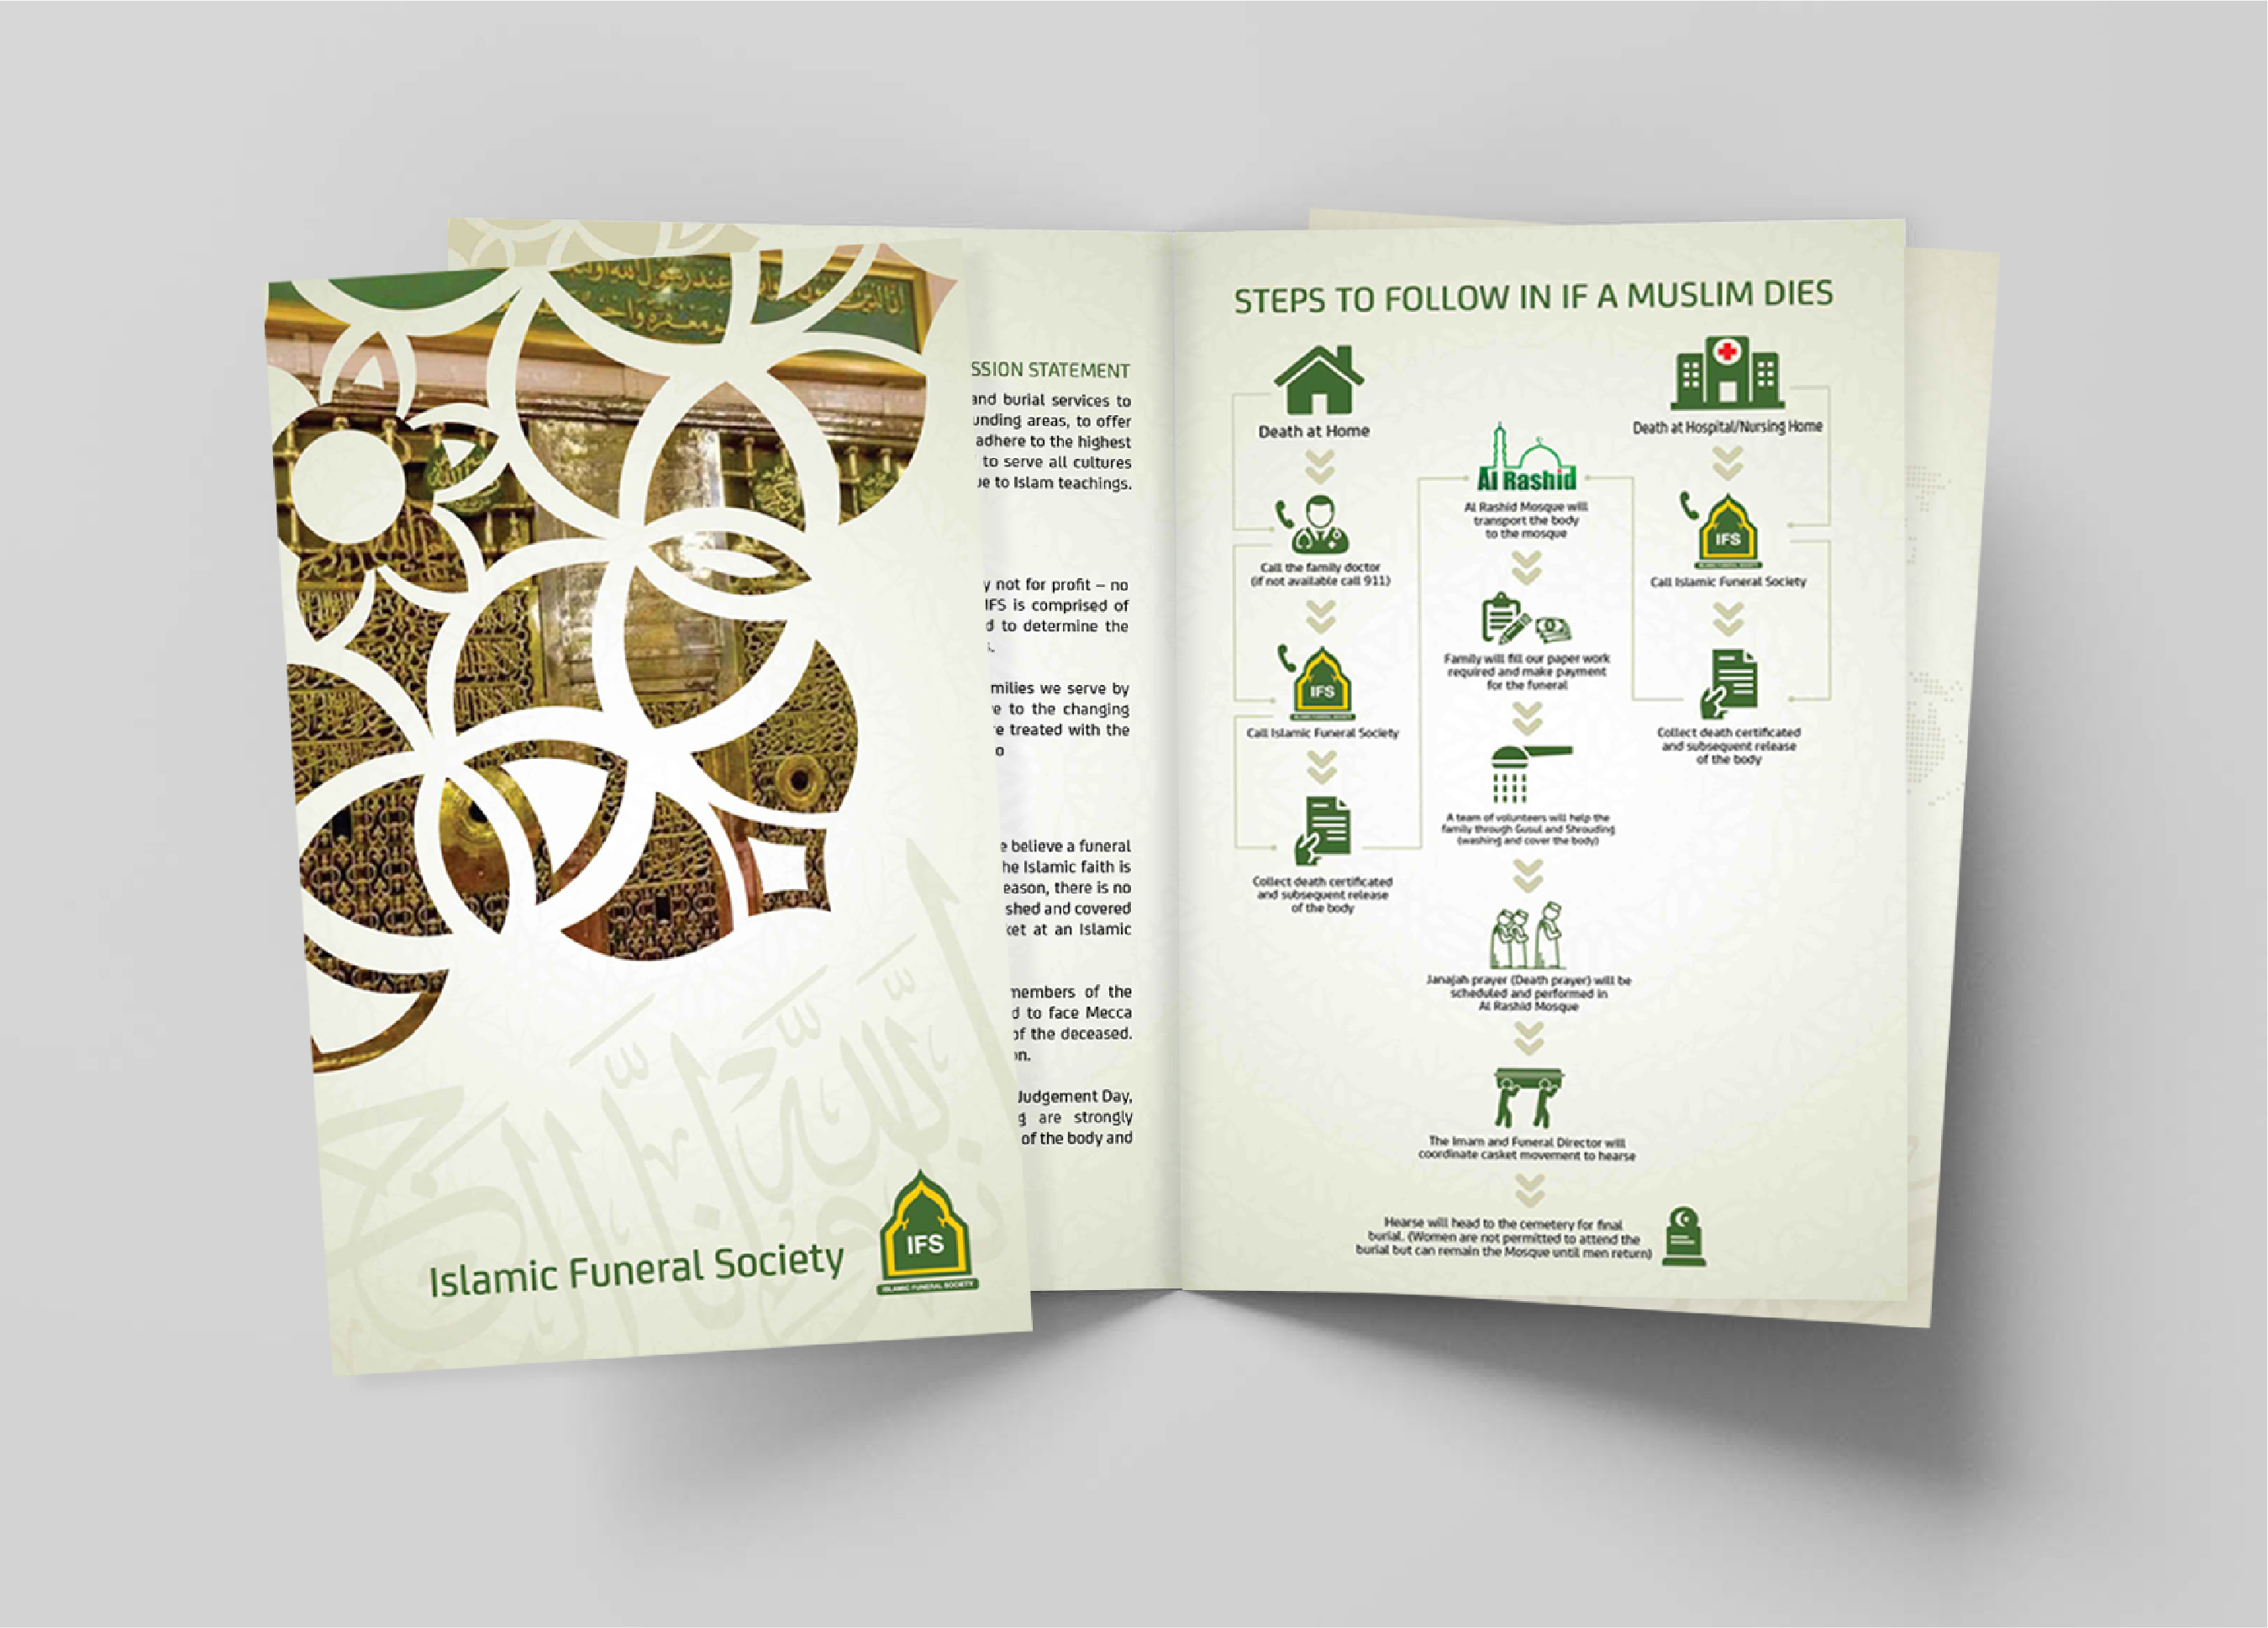 Islamic Funeral Society
IFS
ISLAMIC FUNERAL SOCIETY
SSION STATEMENT
and burial services to
unding areas, to offer
adhere to the highest
to serve all cultures
ue to Islam teachings.
y not for profit – no
IFS is comprised of
d to determine the
s.
milies we serve by
e to the changing
re treated with the
o
e believe a funeral
he Islamic faith is
eason, there is no
shed and covered
ket at an Islamic
members of the
d to face Mecca
of the deceased.
on.
Judgement Day,
g are strongly
of the body and
STEPS TO FOLLOW IN IF A MUSLIM DIES
Death at Home
Call the family doctor
(if not available call 911)
IFS
Call Islamic Funeral Society
Collect death certificated
and subsequent release
of the body
Death at Hospital/Nursing Home
IFS
Call Islamic Funeral Society
Collect death certificated
and subsequent release
of the body
Al Rashid
Al Rashid Mosque will
transport the body
to the mosque
Family will fill our paper work
required and make payment
for the funeral
A team of volunteers will help the
family through Gusul and Shrouding
(washing and cover the body)
Janajah prayer (Death prayer) will be
scheduled and performed in
Al Rashid Mosque
The Imam and Funeral Director will
coordinate casket movement to hearse
Hearse will head to the cemetery for final
burial. (Women are not permitted to attend the
burial but can remain the Mosque until men return)